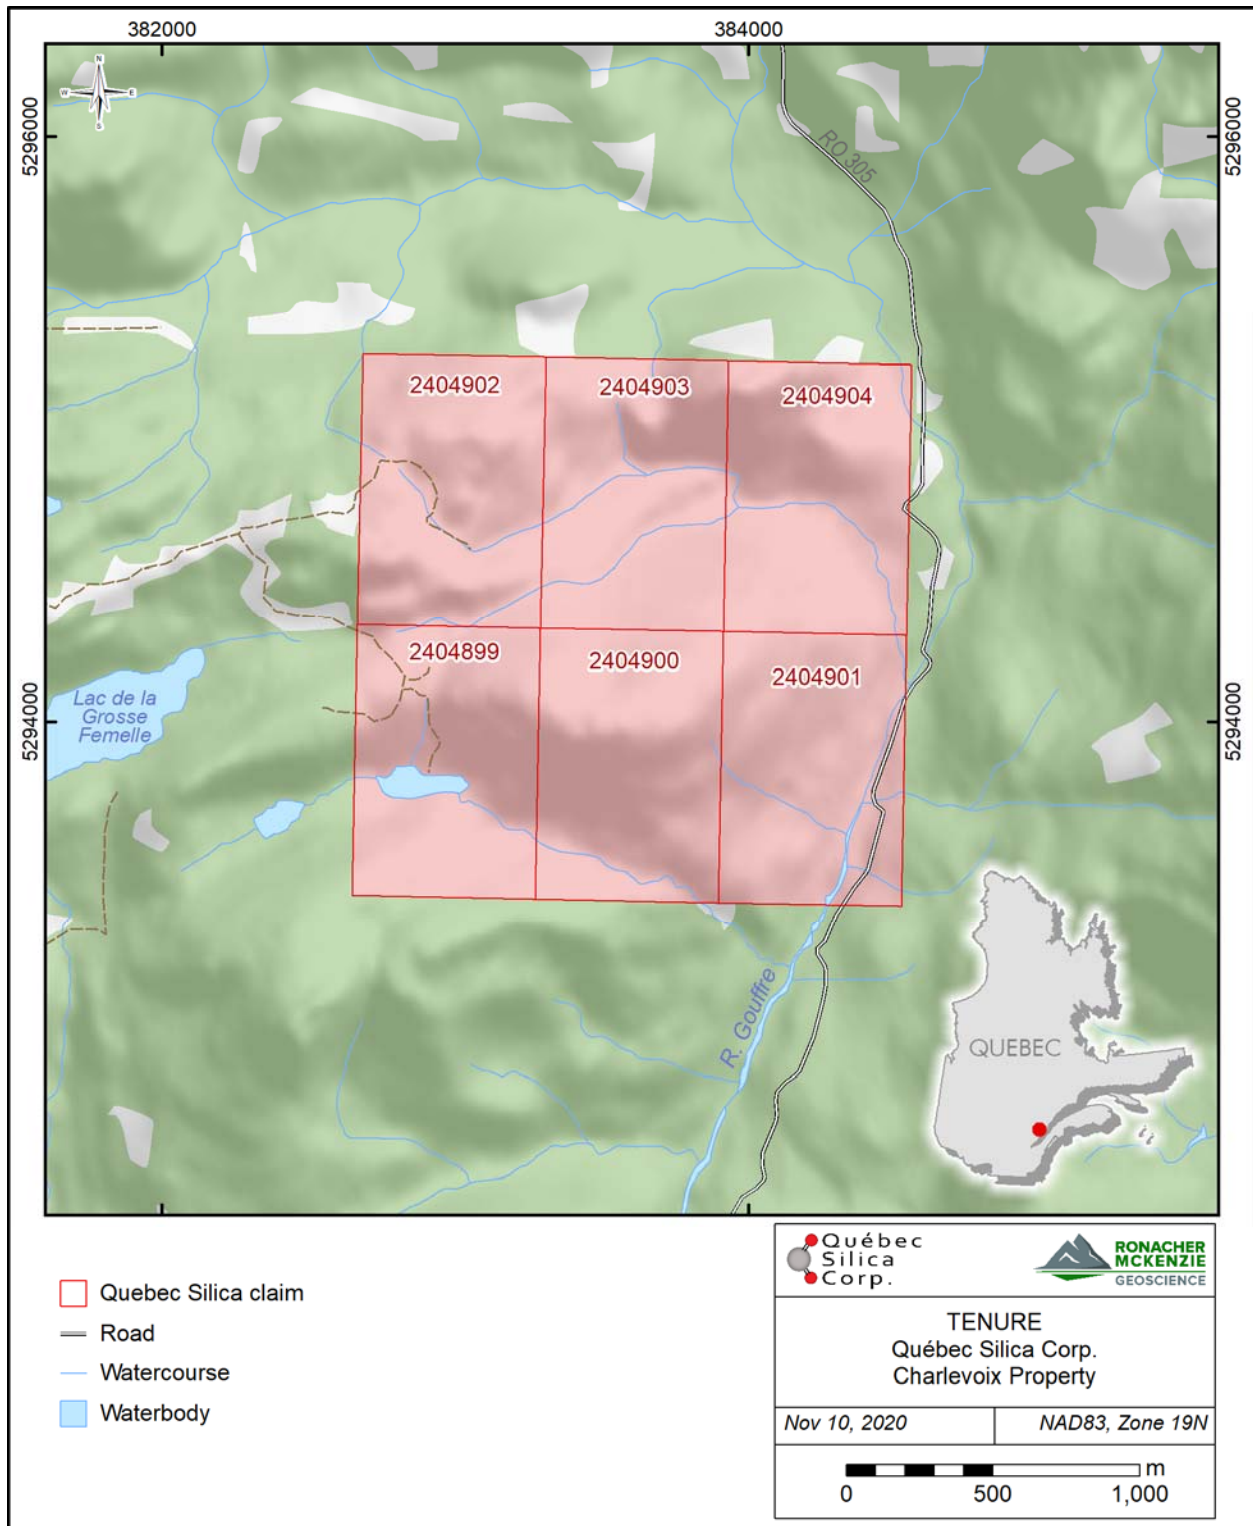 382000
384000
N
W
E
S
5296000
5296000
RO 305
2404902
2404903
2404904
2404899
2404900
2404901
Lac de la
Grosse
Femelle
5294000
5294000
R. Gouffre
QUEBEC
Quebec Silica claim
Road
Watercourse
Waterbody
Québec
Silica
Corp.
RONACHER
MCKENZIE
GEOSCIENCE
TENURE
Québec Silica Corp.
Charlevoix Property
Nov 10, 2020
NAD83, Zone 19N
m
0
500
1,000